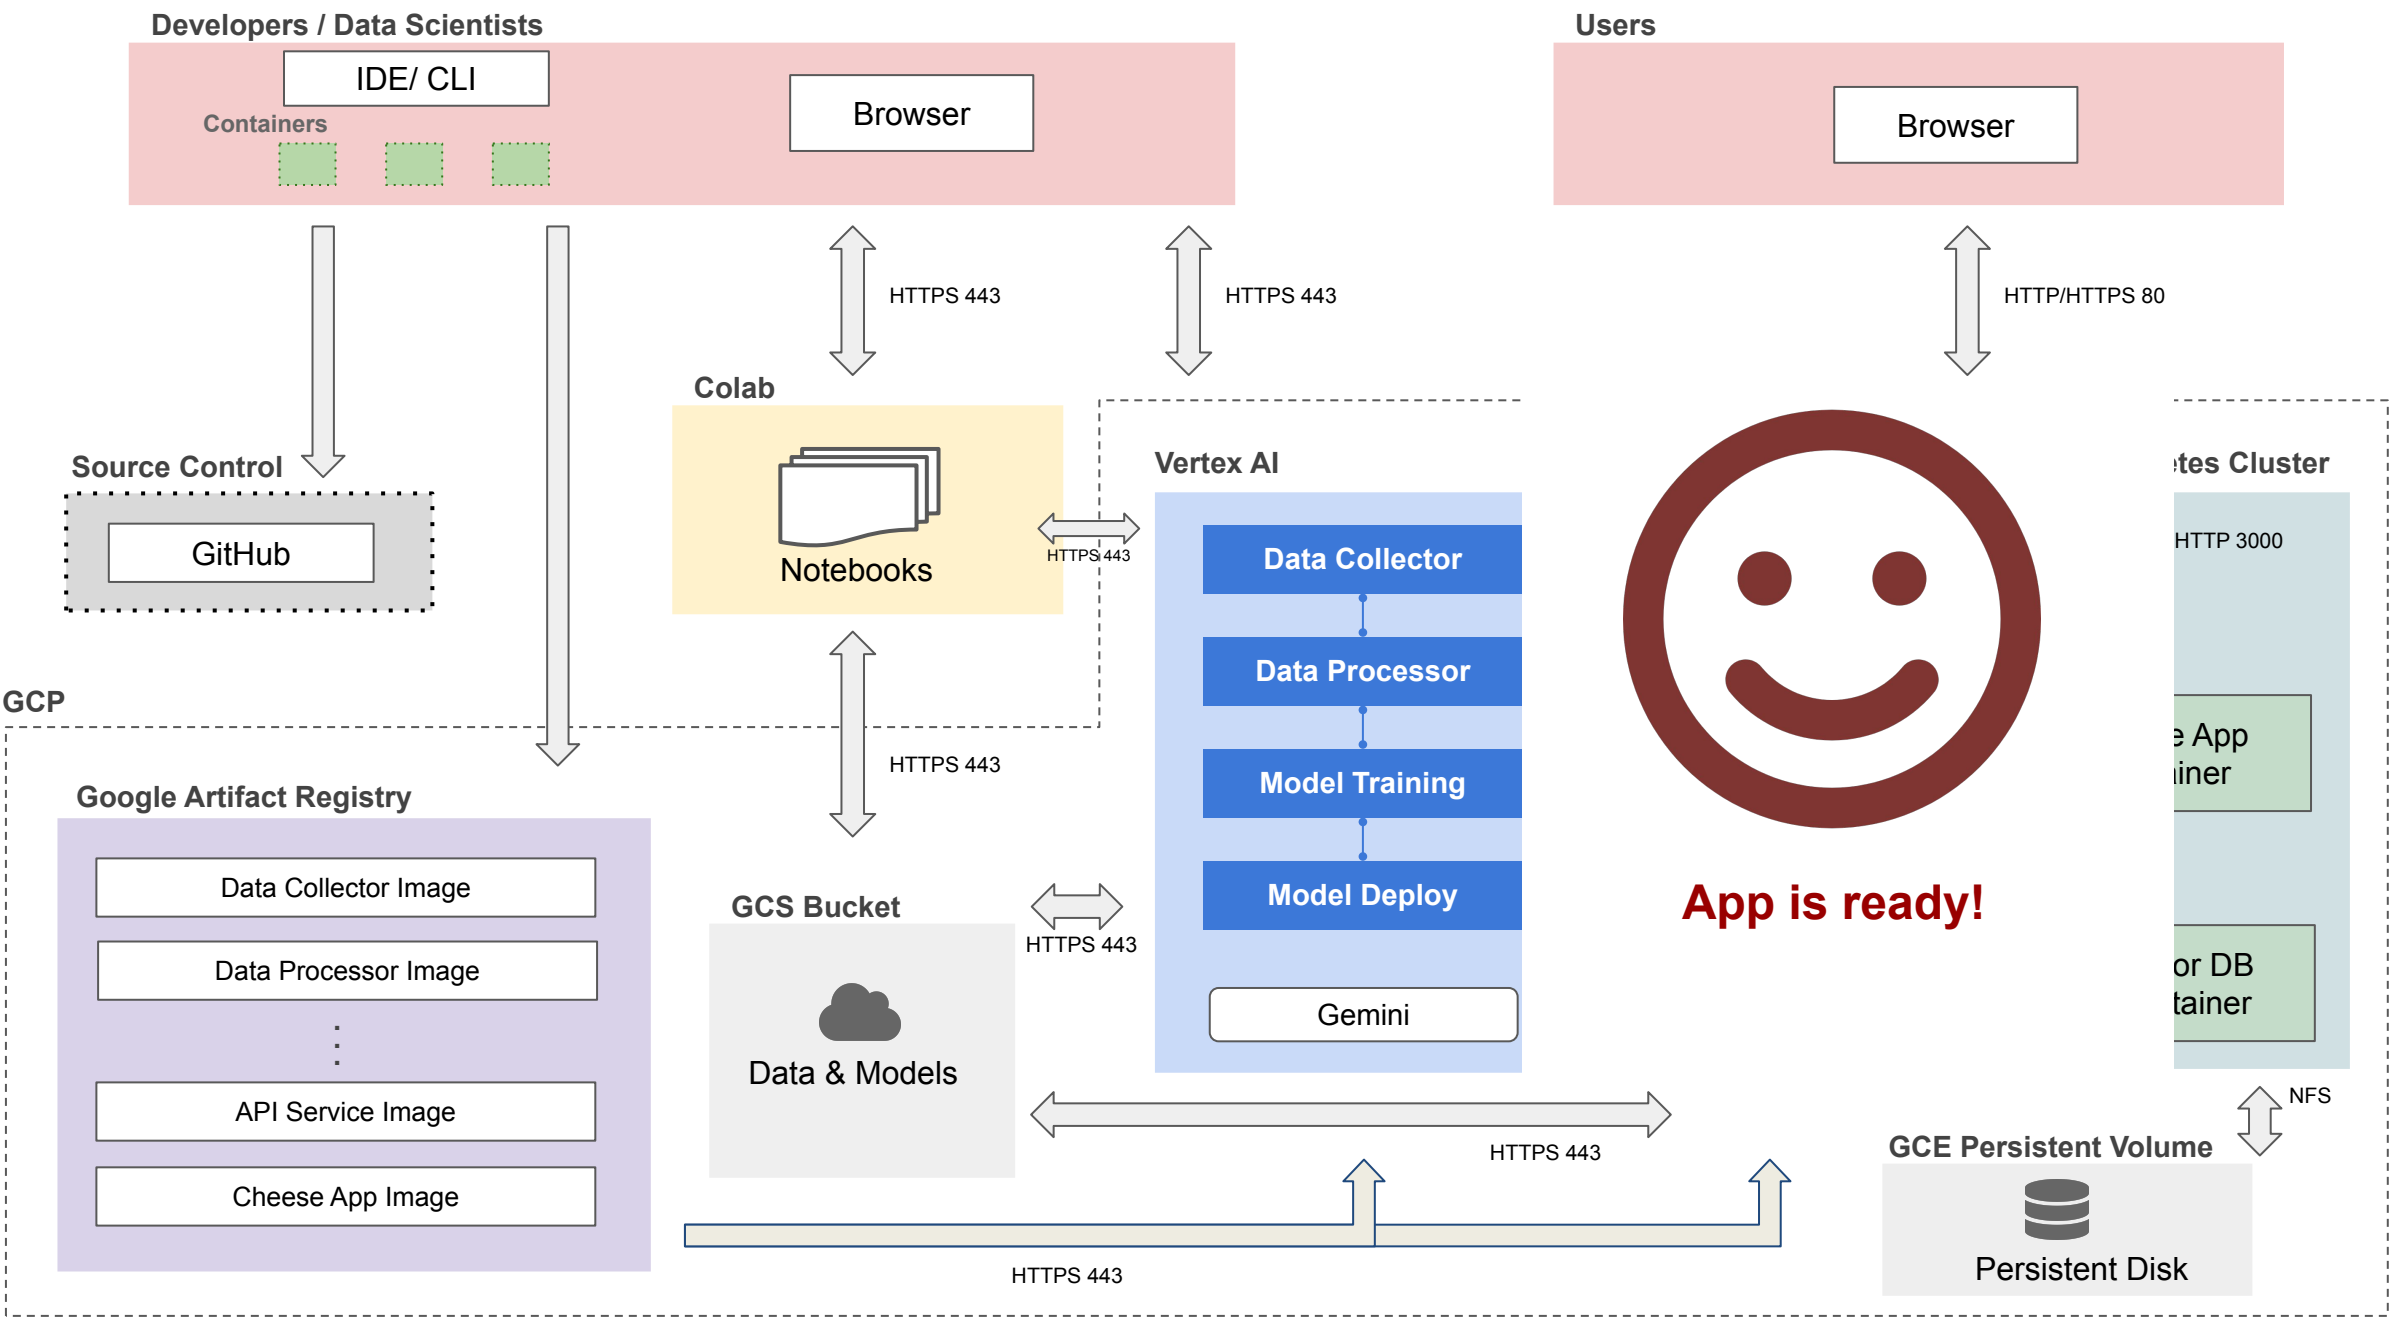 Developers / Data Scientists
Users
IDE/ CLI
Browser
Browser
Containers
HTTPS 443
HTTPS 443
HTTP/HTTPS 80
Colab
Source Control
Vertex AI
Cluster
GitHub
Notebooks
HTTPS 443
Data Collector
HTTP 3000
Data Processor
GCP
App
HTTPS 443
Model Training
Google Artifact Registry
Data Collector Image
GCS Bucket
HTTPS 443
Model Deploy
App is ready!
Data Processor Image
DB
Gemini
Data & Models
API Service Image
NFS
HTTPS 443
GCE Persistent Volume
Cheese App Image
Persistent Disk
HTTPS 443